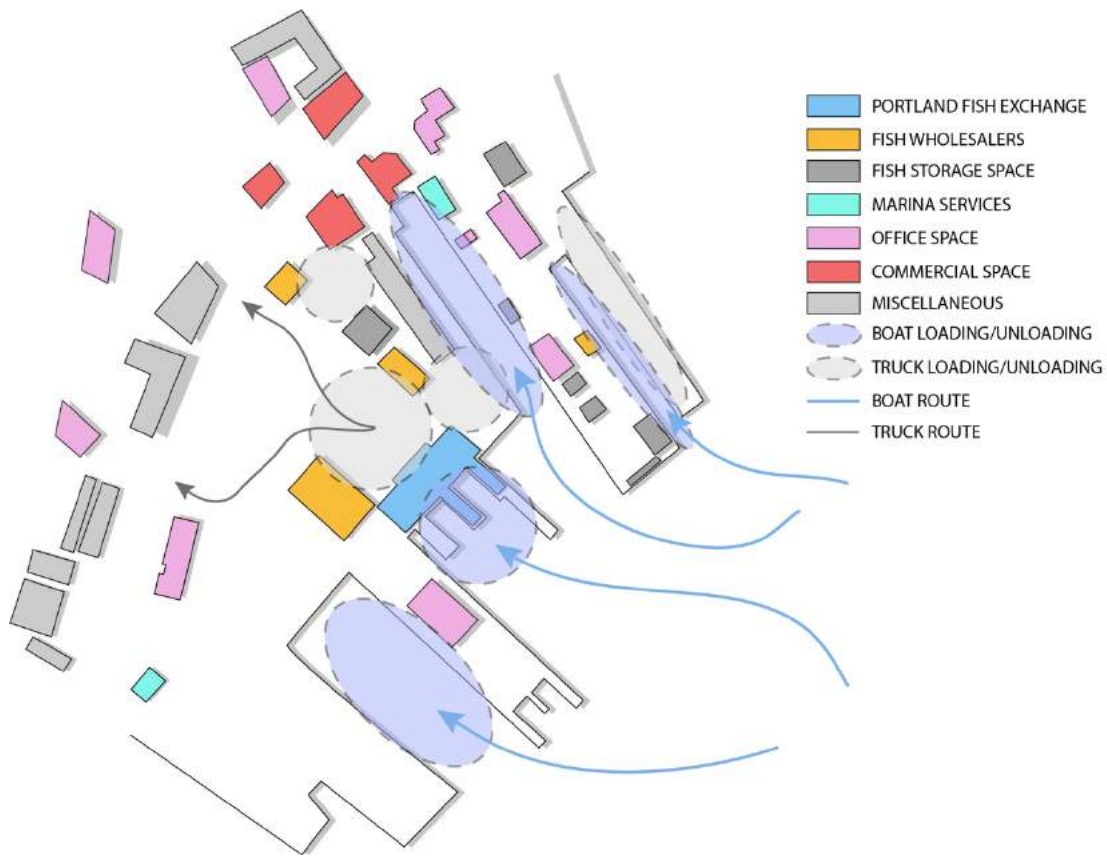 PORTLAND FISH EXCHANGE
FISH WHOLESALERS
FISH STORAGE SPACE
MARINA SERVICES
OFFICE SPACE
COMMERCIAL SPACE
MISCELLANEOUS
BOAT LOADING/UNLOADING
TRUCK LOADING/UNLOADING
BOAT ROUTE
TRUCK ROUTE